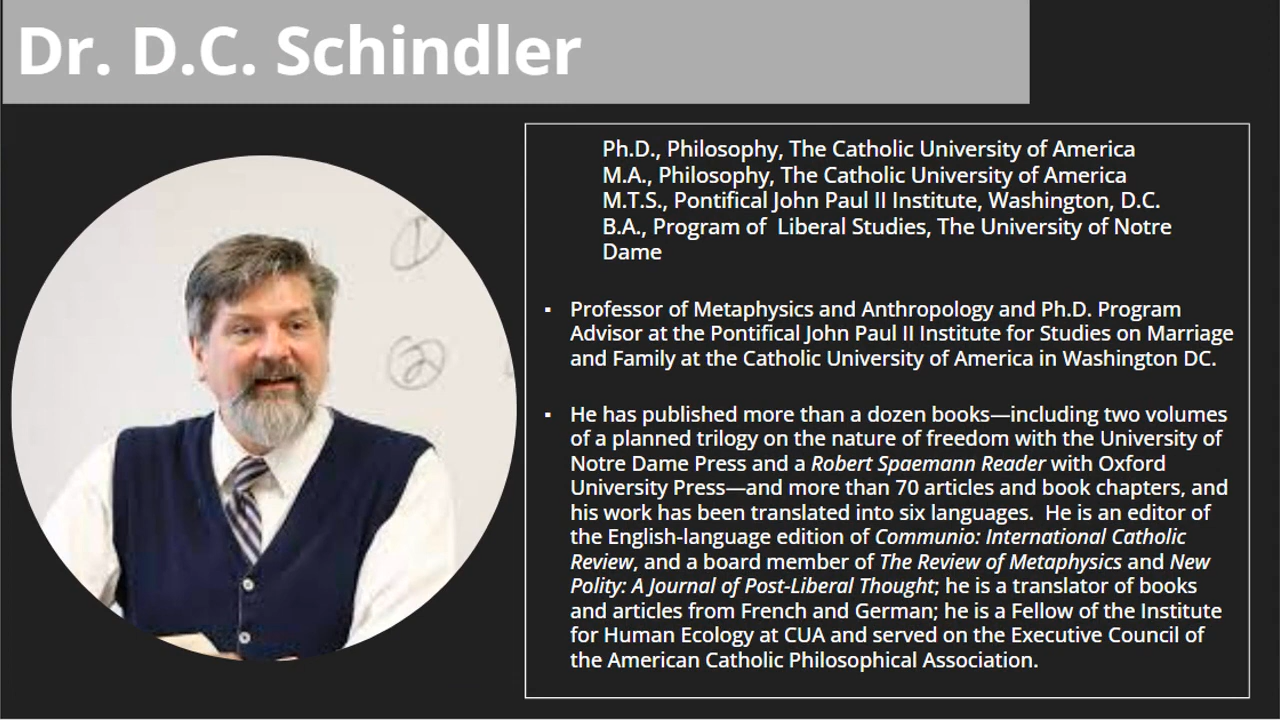 Dr. D.C. Schindler
Ph.D., Philosophy, The Catholic University of America
M.A., Philosophy, The Catholic University of America
M.T.S., Pontifical John Paul II Institute, Washington, D.C.
B.A., Program of  Liberal Studies, The University of Notre
Dame
▪ Professor of Metaphysics and Anthropology and Ph.D. Program
Advisor at the Pontifical John Paul II Institute for Studies on Marriage
and Family at the Catholic University of America in Washington DC.
▪ He has published more than a dozen books—including two volumes
of a planned trilogy on the nature of freedom with the University of
Notre Dame Press and a Robert Spaemann Reader with Oxford
University Press—and more than 70 articles and book chapters, and
his work has been translated into six languages.  He is an editor of
the English-language edition of Communio: International Catholic
Review, and a board member of The Review of Metaphysics and New
Polity: A Journal of Post-Liberal Thought; he is a translator of books
and articles from French and German; he is a Fellow of the Institute
for Human Ecology at CUA and served on the Executive Council of
the American Catholic Philosophical Association.
1
2